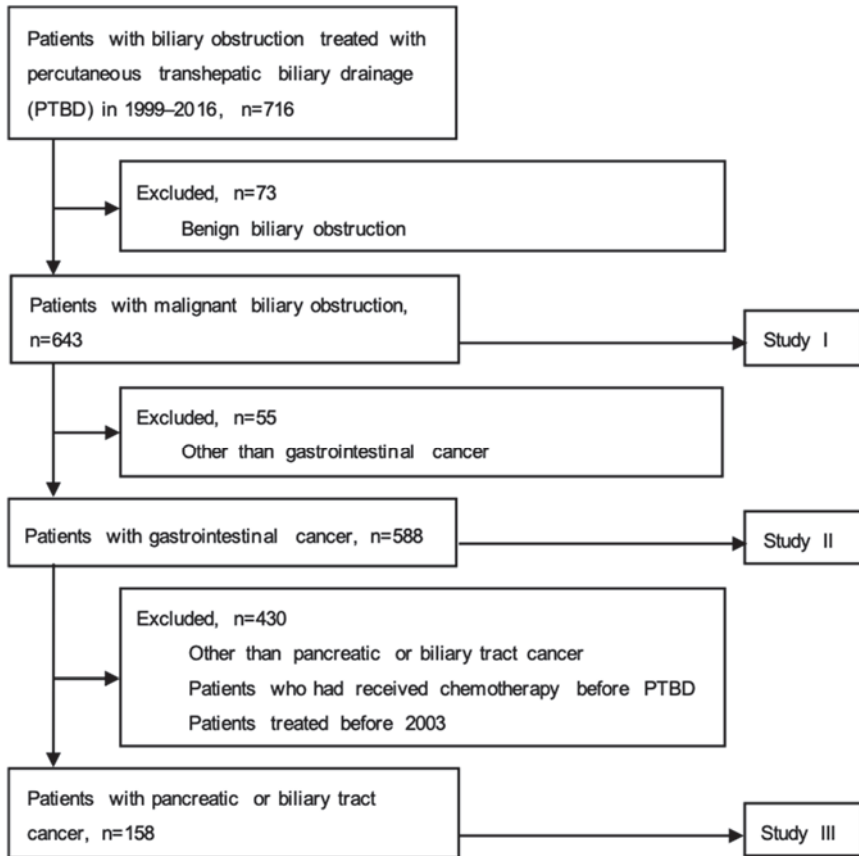 Patients with biliary obstruction treated with
percutaneous transhepatic biliary drainage
(PTBD) in 1999–2016, n=716
Excluded, n=73
Benign biliary obstruction
Patients with malignant biliary obstruction,
n=643
Study I
Excluded, n=55
Other than gastrointestinal cancer
Patients with gastrointestinal cancer, n=588
Study II
Excluded, n=430
Other than pancreatic or biliary tract cancer
Patients who had received chemotherapy before PTBD
Patients treated before 2003
Patients with pancreatic or biliary tract
cancer, n=158
Study III